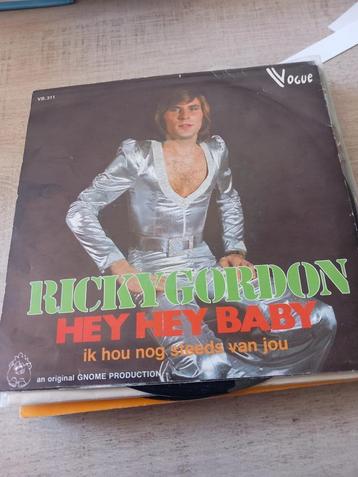 Vogue
VB.311
RICKY GORDON
HEY HEY BABY
ik hou nog steeds van jou
an original GNOME PRODUCTION